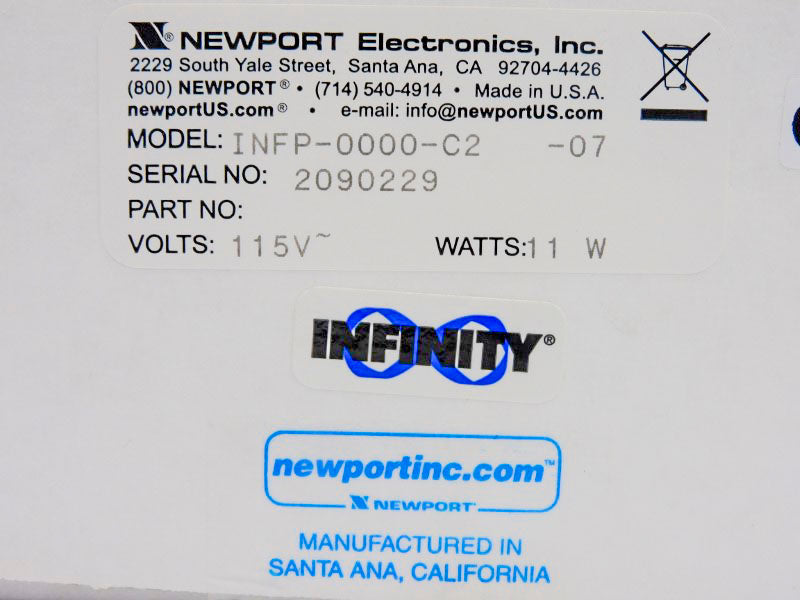 NEWPORT Electronics, Inc.
2229 South Yale Street, Santa Ana, CA 92704-4426
(800) NEWPORT® • (714) 540-4914 • Made in U.S.A.
newportUS.com® • e-mail: info@newportUS.com
MODEL: INFP-0000-C2 -07
SERIAL NO: 2090229
PART NO:
VOLTS: 115V~ WATTS:11 W
INFINITY®
newportinc.com™
NEWPORT
MANUFACTURED IN
SANTA ANA, CALIFORNIA